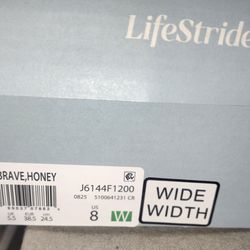 LifeStride
BRAVE,HONEY
J6144F1200
0825 5100641231 CR
US
8 W
WIDE
WIDTH
UK EUR CM
5.5 38.5 24.5